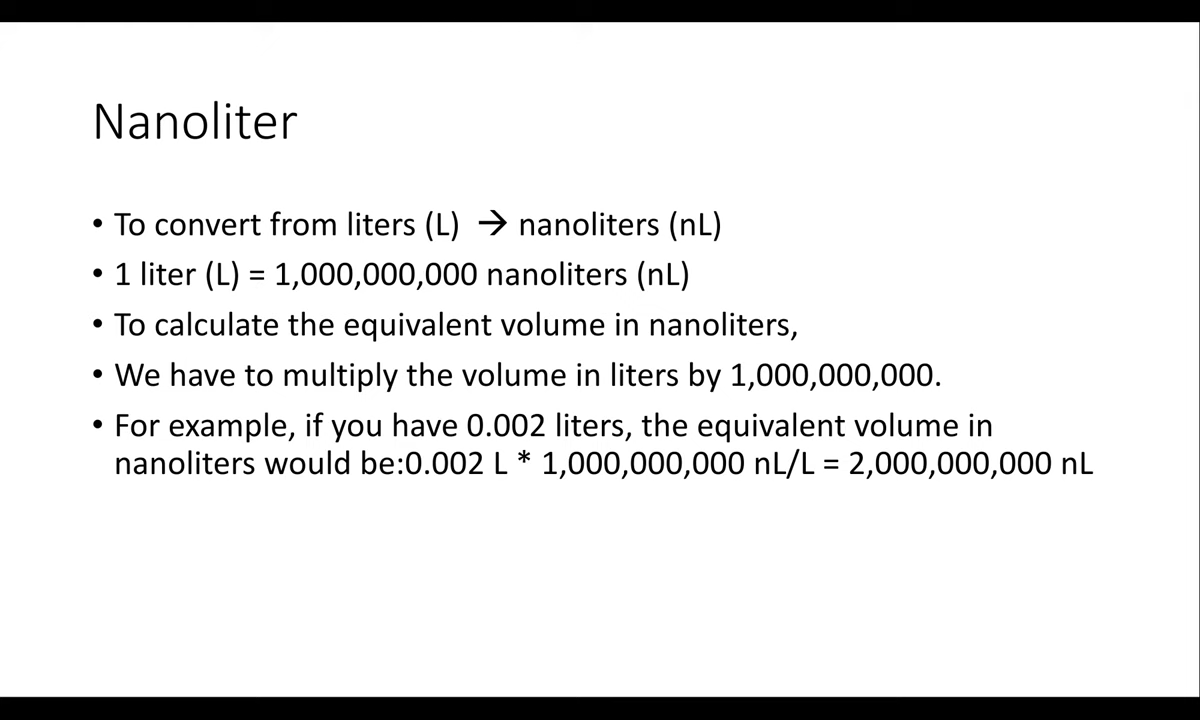 Nanoliter
• To convert from liters (L) → nanoliters (nL)
• 1 liter (L) = 1,000,000,000 nanoliters (nL)
• To calculate the equivalent volume in nanoliters,
• We have to multiply the volume in liters by 1,000,000,000.
• For example, if you have 0.002 liters, the equivalent volume in
nanoliters would be:0.002 L * 1,000,000,000 nL/L = 2,000,000,000 nL